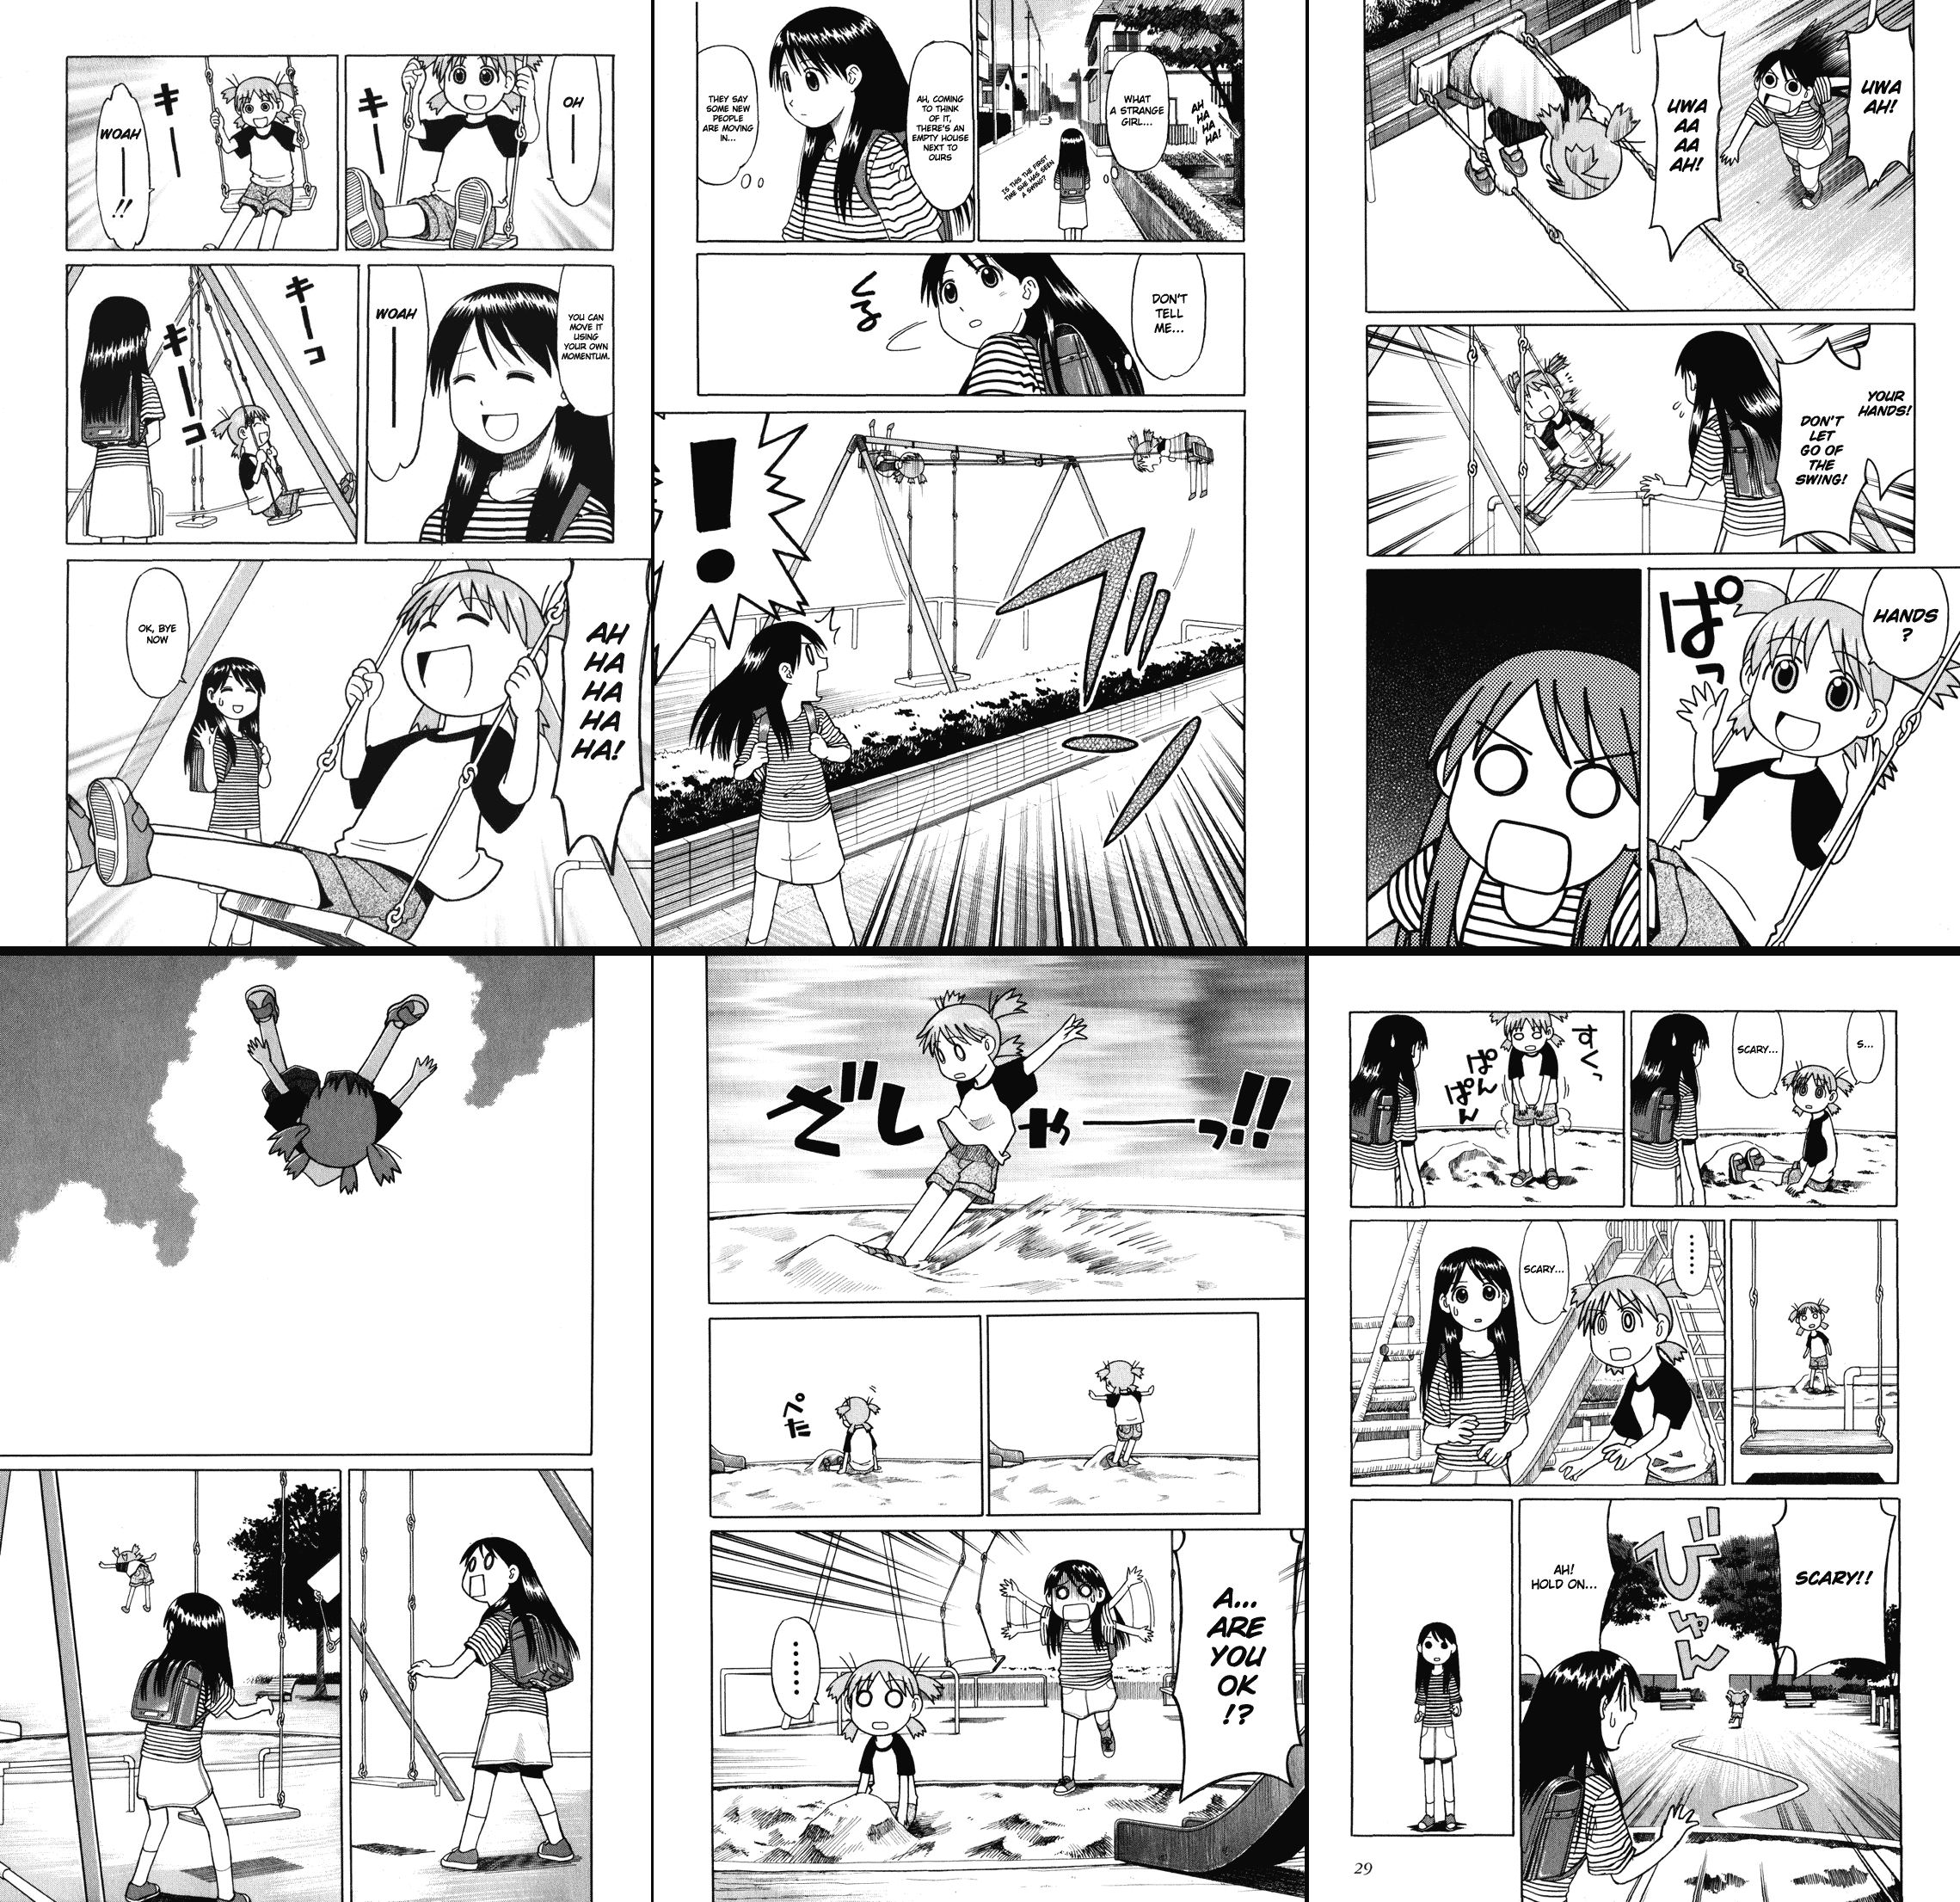 OH
キー
キー
WOAH
!!
YOU CAN
MOVE IT
USING
YOUR OWN
MOMENTUM.
WOAH
キーコ
キーコ
AH
HA
HA
HA
HA!
OK, BYE
NOW
WHAT
A STRANGE
GIRL...
AH
HA
HA
HA!
IS THIS THE FIRST
TIME SHE HAS SEEN
A SWING?
AH, COMING
TO THINK
OF IT,
THERE'S AN
EMPTY HOUSE
NEXT TO
OURS
THEY SAY
SOME NEW
PEOPLE
ARE MOVING
IN...
DON'T
TELL
ME...
くる
!
ブン
UWA
AH!
UWA
AA
AA
AH!
YOUR
HANDS!
DON'T
LET
GO OF
THE
SWING!
HANDS
?
ぱっ
ざしゃーっ!!
ぺた
A...
ARE
YOU
OK
!?
......
S...
SCARY...
すくっ
ぱん
ぱん
......
SCARY...
SCARY!!
びゅん
AH!
HOLD ON...
29